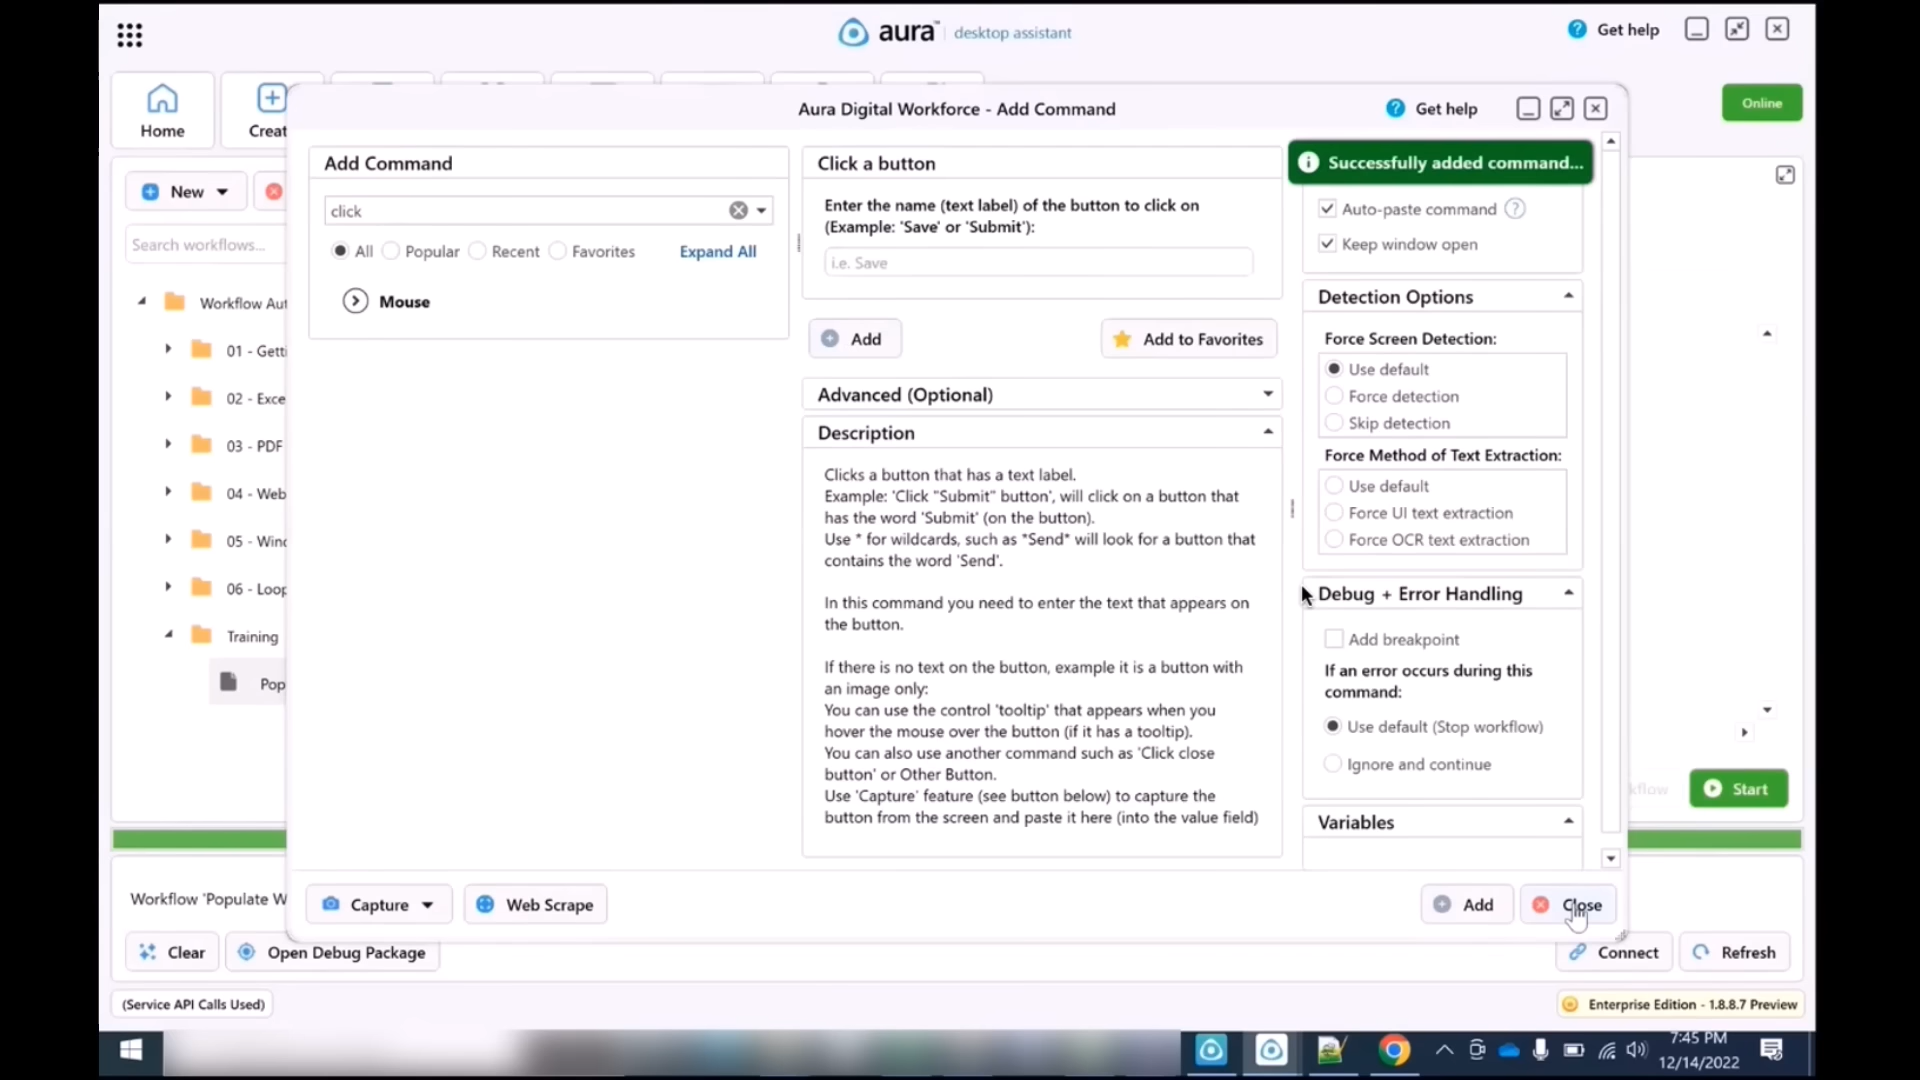 aura™ desktop assistant
Get help
Home
Creat
Online
Aura Digital Workforce - Add Command
Get help
New
Search workflows...
Workflow Aut
01 - Getti
02 - Exce
03 - PDF
04 - Web
05 - Wind
06 - Loop
Training
Pop
Add Command
click
All Popular Recent Favorites Expand All
Mouse
Click a button
Enter the name (text label) of the button to click on
(Example: 'Save' or 'Submit'):
i.e. Save
Add
Add to Favorites
Advanced (Optional)
Description
Clicks a button that has a text label.
Example: 'Click "Submit" button', will click on a button that
has the word 'Submit' (on the button).
Use * for wildcards, such as *Send* will look for a button that
contains the word 'Send'.
In this command you need to enter the text that appears on
the button.
If there is no text on the button, example it is a button with
an image only:
You can use the control 'tooltip' that appears when you
hover the mouse over the button (if it has a tooltip).
You can also use another command such as 'Click close
button' or Other Button.
Use 'Capture' feature (see button below) to capture the
button from the screen and paste it here (into the value field)
Successfully added command...
Auto-paste command ?
Keep window open
Detection Options
Force Screen Detection:
Use default
Force detection
Skip detection
Force Method of Text Extraction:
Use default
Force UI text extraction
Force OCR text extraction
Debug + Error Handling
Add breakpoint
If an error occurs during this
command:
Use default (Stop workflow)
Ignore and continue
Variables
kflow
Start
Capture
Web Scrape
Add
Close
Workflow 'Populate W
Clear
Open Debug Package
Connect
Refresh
(Service API Calls Used)
Enterprise Edition - 1.8.8.7 Preview
7:45 PM
12/14/2022